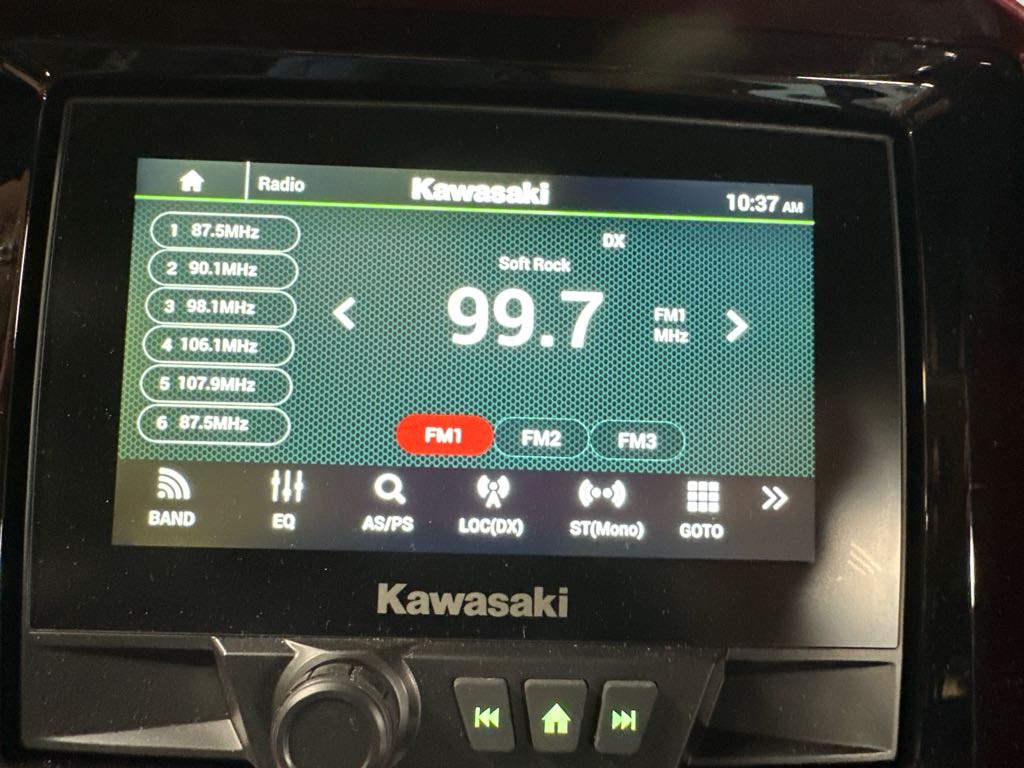 Radio
Kawasaki
10:37 AM
1 87.5MHz
2 90.1MHz
3 98.1MHz
4 106.1MHz
5 107.9MHz
6 87.5MHz
DX
Soft Rock
99.7
FM1
MHz
FM1
FM2
FM3
BAND
EQ
AS/PS
LOC(DX)
ST(Mono)
GOTO
Kawasaki